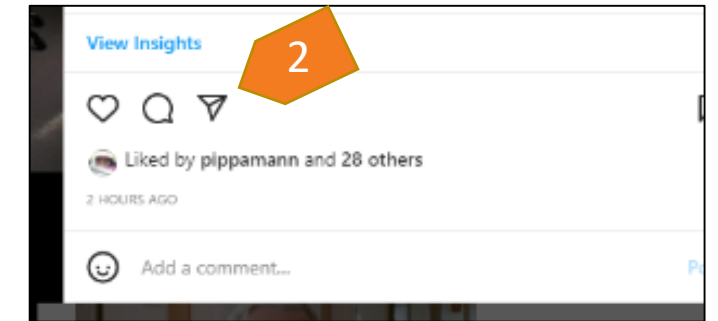 View Insights
2
Liked by pippamann and 28 others
2 HOURS AGO
Add a comment...